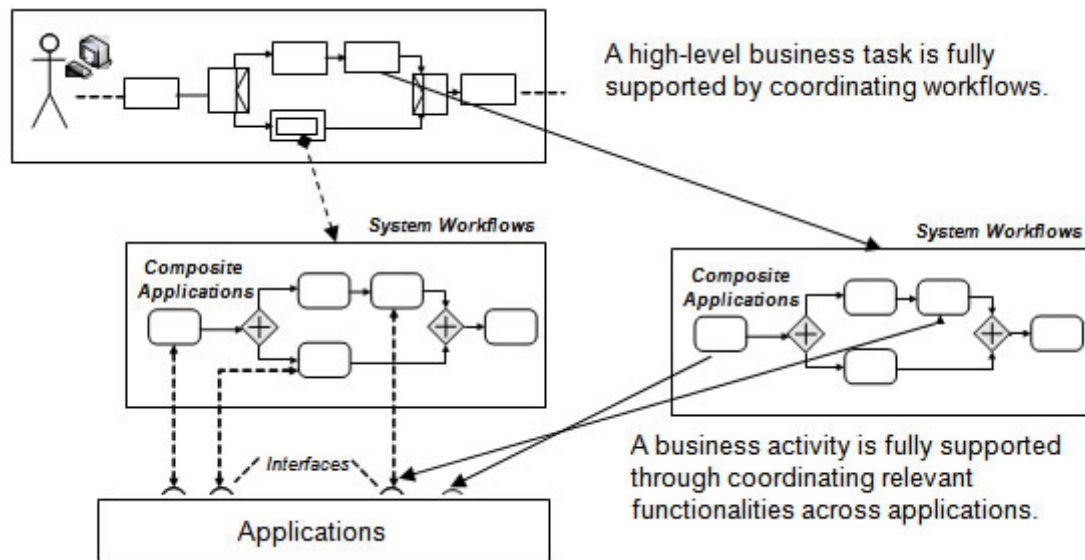 A high-level business task is fully
supported by coordinating workflows.
System Workflows
System Workflows
Composite
Applications
Composite
Applications
Interfaces
A business activity is fully supported
through coordinating relevant
functionalities across applications.
Applications